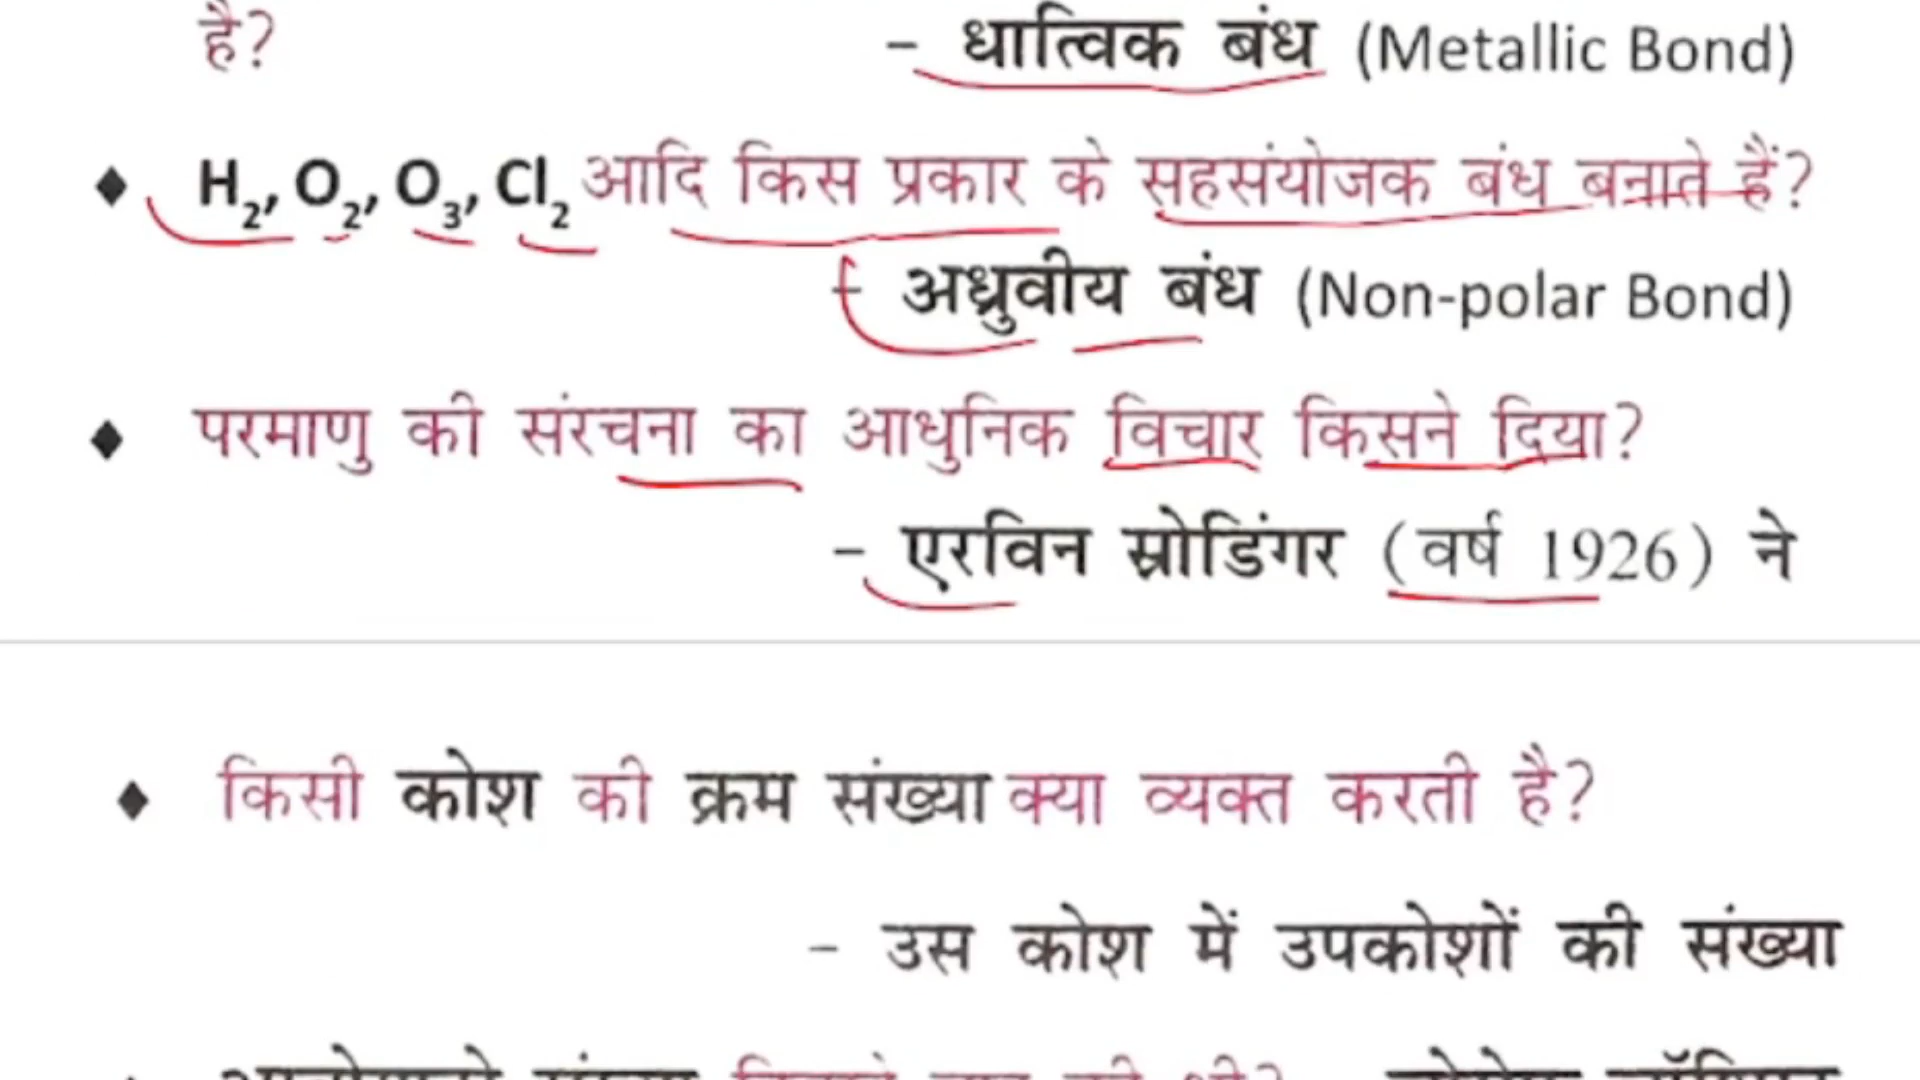 है? – धात्विक बंध (Metallic Bond)
♦ H₂, O₂, O₃, Cl₂ आदि किस प्रकार के सहसंयोजक बंध बनाते हैं?
– अध्रुवीय बंध (Non-polar Bond)
♦ परमाणु की संरचना का आधुनिक विचार किसने दिया?
– एरविन स्रोडिंगर (वर्ष 1926) ने
♦ किसी कोश की क्रम संख्या क्या व्यक्त करती है?
– उस कोश में उपकोशों की संख्या